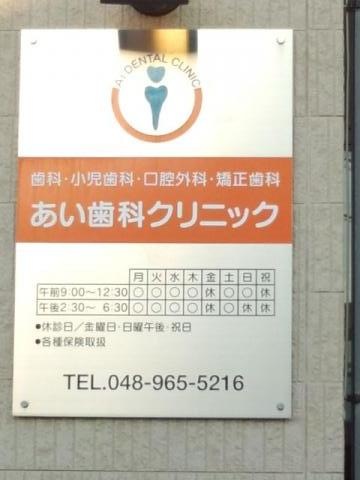 AI DENTAL CLINIC
歯科・小児歯科・口腔外科・矯正歯科
あい歯科クリニック
月 火 水 木 金 土 日 祝
午前9:00〜12:30 ○ ○ ○ ○ 休 ○ ○ 休
午後2:30〜 6:30 ○ ○ ○ ○ 休 ○ 休 休
●休診日／金曜日・日曜午後・祝日
●各種保険取扱
TEL.048-965-5216